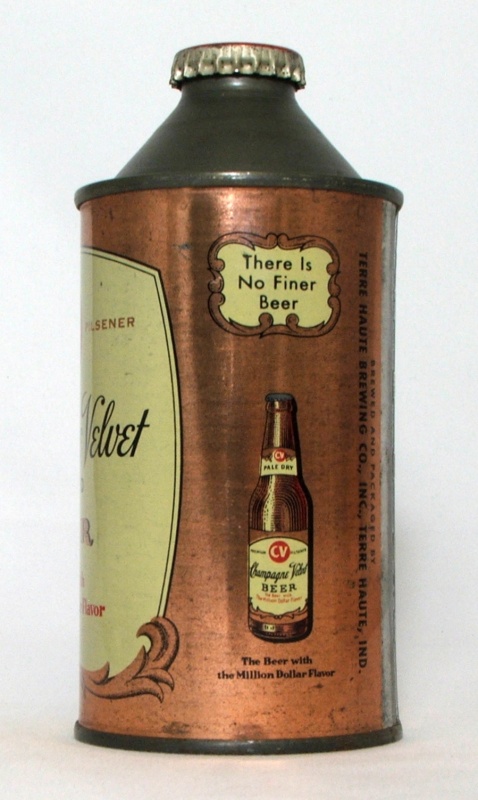 PILSENER
Velvet
R
Flavor
There Is
No Finer
Beer
CV
PALE DRY
CV
Champagne Velvet
BEER
The Beer with
the Million Dollar Flavor
BREWED AND PACKAGED BY
TERRE HAUTE BREWING CO., INC., TERRE HAUTE, IND.